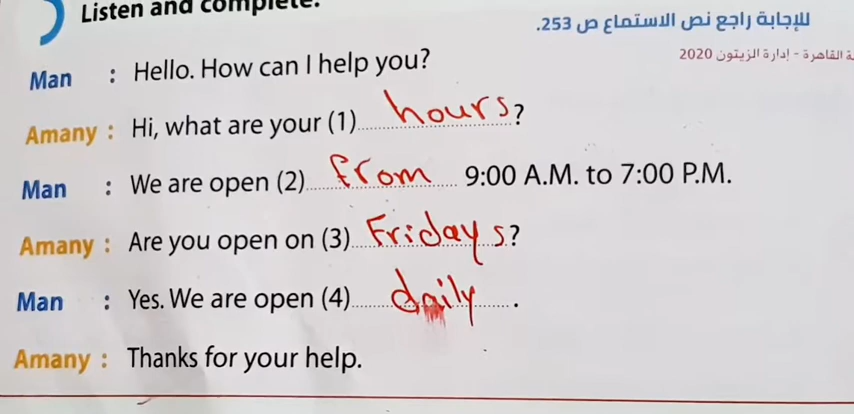 Listen and complete.
للإجابة راجع نص الاستماع ص 253.
القاهرة - إدارة الزيتون 2020
Man : Hello. How can I help you?
Amany : Hi, what are your (1) hours ?
Man : We are open (2) from 9:00 A.M. to 7:00 P.M.
Amany : Are you open on (3) Fridays ?
Man : Yes. We are open (4) daily .
Amany : Thanks for your help.